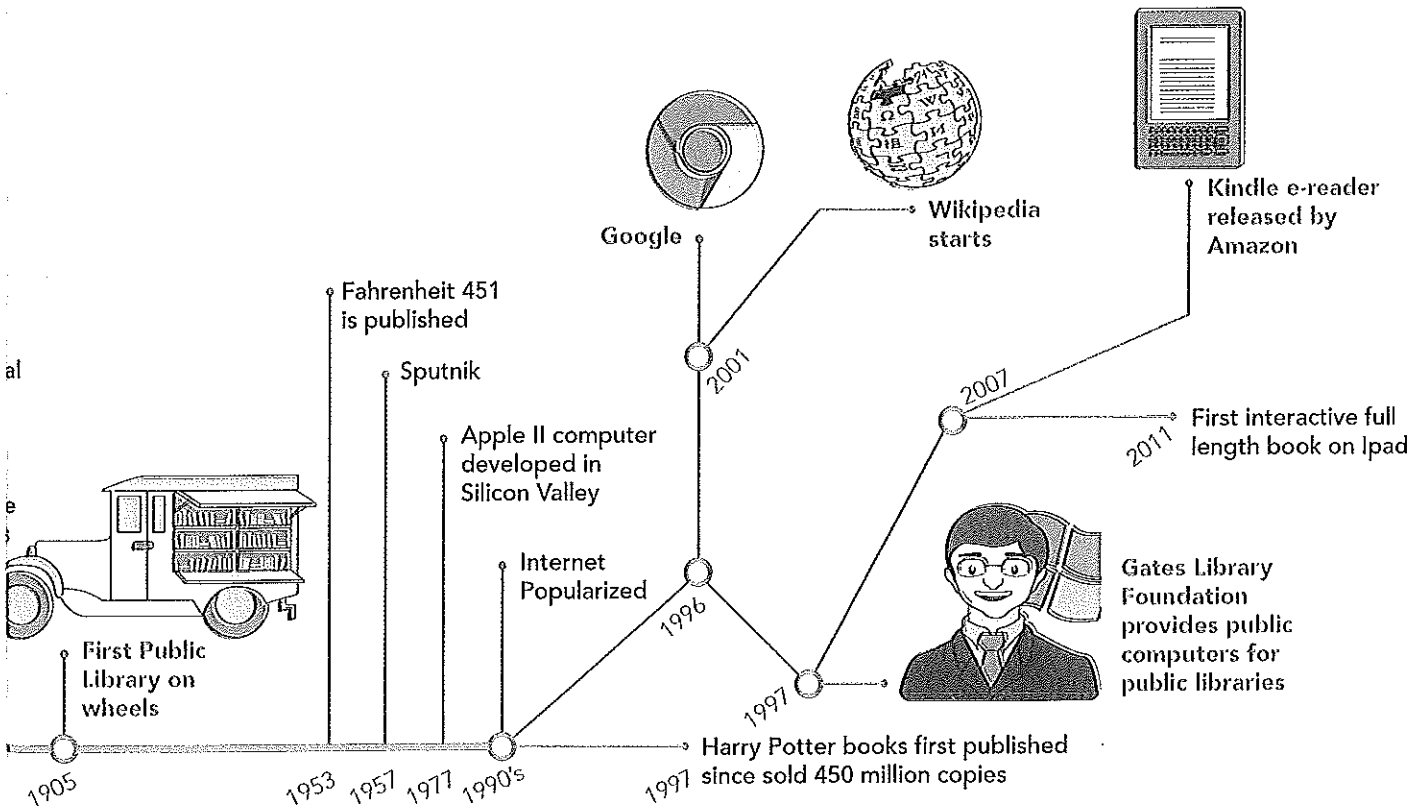 Kindle e-reader
released by
Amazon
Wikipedia
starts
Google
Fahrenheit 451
is published
al
Sputnik
2001
2007
First interactive full
length book on Ipad
2011
Apple II computer
developed in
Silicon Valley
e
s
Internet
Popularized
1996
Gates Library
Foundation
provides public
computers for
public libraries
First Public
Library on
wheels
1997
Harry Potter books first published
since sold 450 million copies
1905
1953
1957
1977
1990's
1997